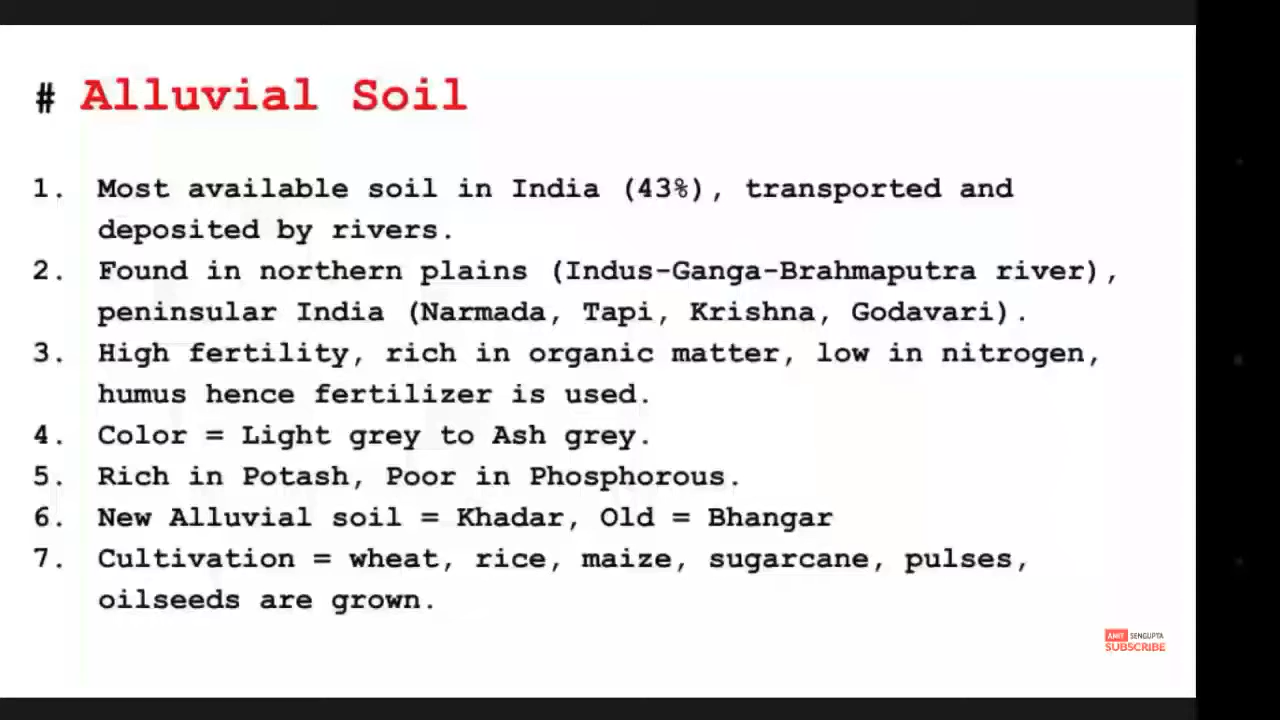 # Alluvial Soil
1. Most available soil in India (43%), transported and
deposited by rivers.
2. Found in northern plains (Indus-Ganga-Brahmaputra river),
peninsular India (Narmada, Tapi, Krishna, Godavari).
3. High fertility, rich in organic matter, low in nitrogen,
humus hence fertilizer is used.
4. Color = Light grey to Ash grey.
5. Rich in Potash, Poor in Phosphorous.
6. New Alluvial soil = Khadar, Old = Bhangar
7. Cultivation = wheat, rice, maize, sugarcane, pulses,
oilseeds are grown.
AMIT SENGUPTA
SUBSCRIBE